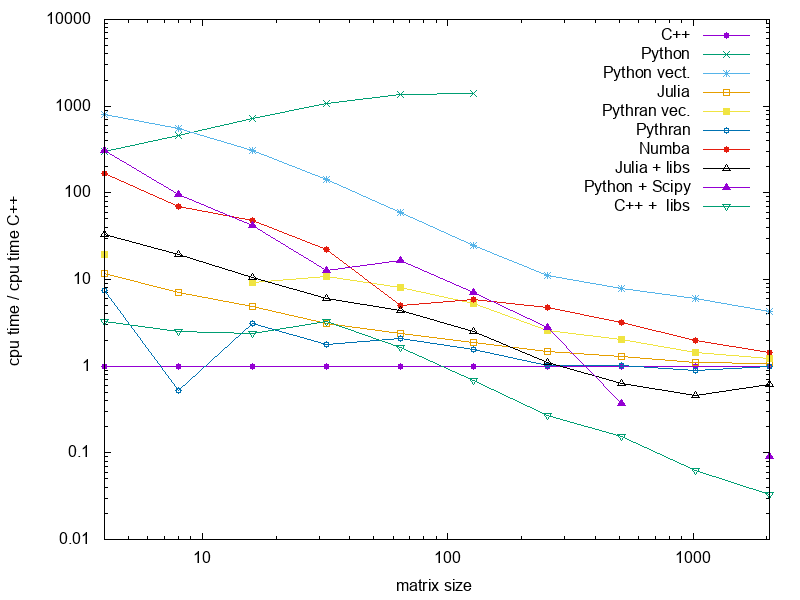 10000
1000
100
10
1
0.1
0.01
cpu time / cpu time C++
C++
Python
Python vect.
Julia
Pythran vec.
Pythran
Numba
Julia + libs
Python + Scipy
C++ +  libs
10
100
1000
matrix size